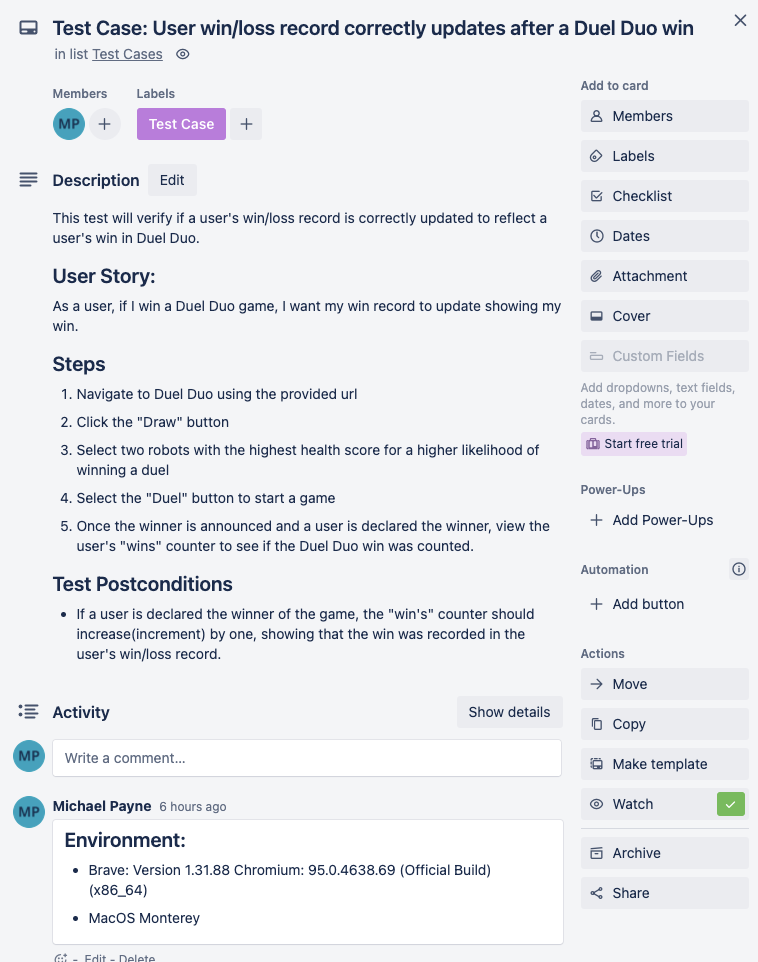 Test Case: User win/loss record correctly updates after a Duel Duo win
in list Test Cases
Members
Labels
MP
Test Case
Description
Edit
This test will verify if a user's win/loss record is correctly updated to reflect a
user's win in Duel Duo.
User Story:
As a user, if I win a Duel Duo game, I want my win record to update showing my
win.
Steps
1. Navigate to Duel Duo using the provided url
2. Click the "Draw" button
3. Select two robots with the highest health score for a higher likelihood of
winning a duel
4. Select the "Duel" button to start a game
5. Once the winner is announced and a user is declared the winner, view the
user's "wins" counter to see if the Duel Duo win was counted.
Test Postconditions
• If a user is declared the winner of the game, the "win's" counter should
increase(increment) by one, showing that the win was recorded in the
user's win/loss record.
Activity
Show details
MP
Write a comment...
MP
Michael Payne 6 hours ago
Environment:
• Brave: Version 1.31.88 Chromium: 95.0.4638.69 (Official Build)
(x86_64)
• MacOS Monterey
- Edit - Delete
Add to card
Members
Labels
Checklist
Dates
Attachment
Cover
Custom Fields
Add dropdowns, text fields,
dates, and more to your
cards.
Start free trial
Power-Ups
+ Add Power-Ups
Automation
+ Add button
Actions
Move
Copy
Make template
Watch
Archive
Share